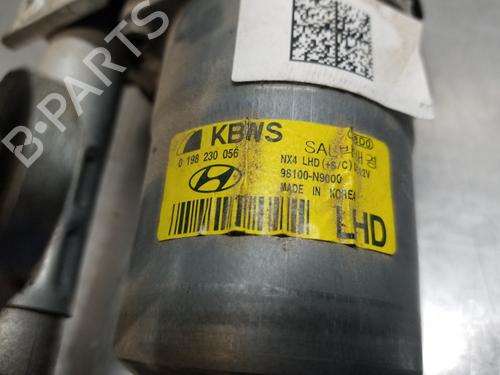 KBWS
0 198 230 056
NX4 LHD (+S/C)
98100-N9000
MADE IN KOREA
LHD
B-Parts